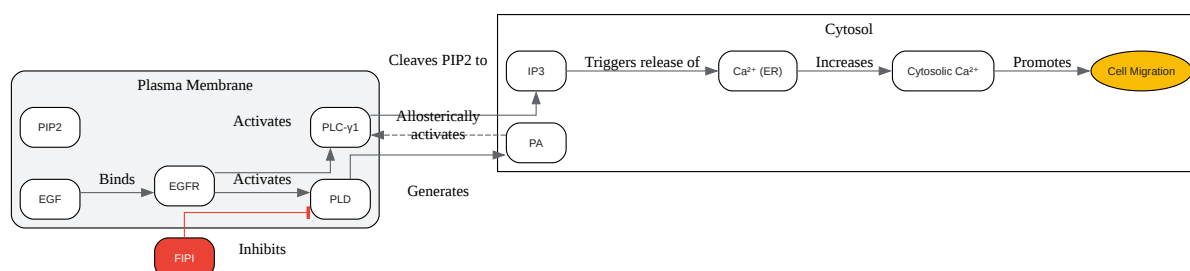 Cytosol
Cleaves PIP2 to
IP3
Triggers release of
Ca²⁺ (ER)
Increases
Cytosolic Ca²⁺
Promotes
Cell Migration
Plasma Membrane
PIP2
Activates
PLC-γ1
Allosterically
activates
PA
EGF
Binds
EGFR
Activates
PLD
Generates
FIPI
Inhibits